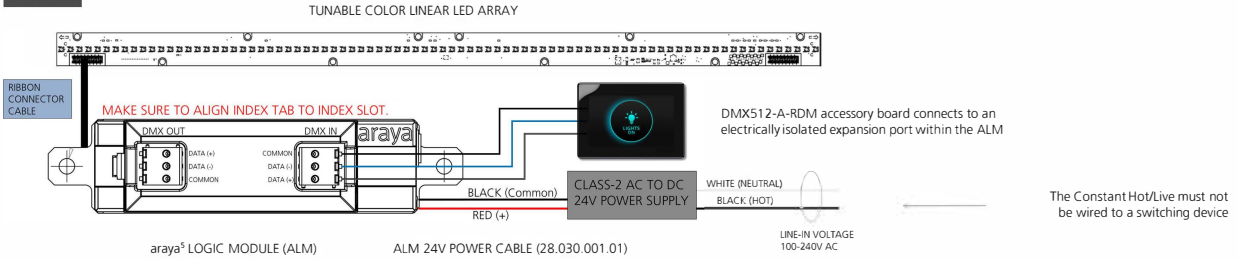 TUNABLE COLOR LINEAR LED ARRAY
RIBBON
CONNECTOR
CABLE
MAKE SURE TO ALIGN INDEX TAB TO INDEX SLOT.
DMX OUT
DMX IN
araya
DATA (+)
DATA (-)
COMMON
COMMON
DATA (-)
DATA (+)
LIGHTS
ON
DMX512-A-RDM accessory board connects to an
electrically isolated expansion port within the ALM
BLACK (Common)
RED (+)
CLASS-2 AC TO DC
24V POWER SUPPLY
WHITE (NEUTRAL)
BLACK (HOT)
LINE-IN VOLTAGE
100-240V AC
The Constant Hot/Live must not
be wired to a switching device
araya⁵ LOGIC MODULE (ALM)
ALM 24V POWER CABLE (28.030.001.01)